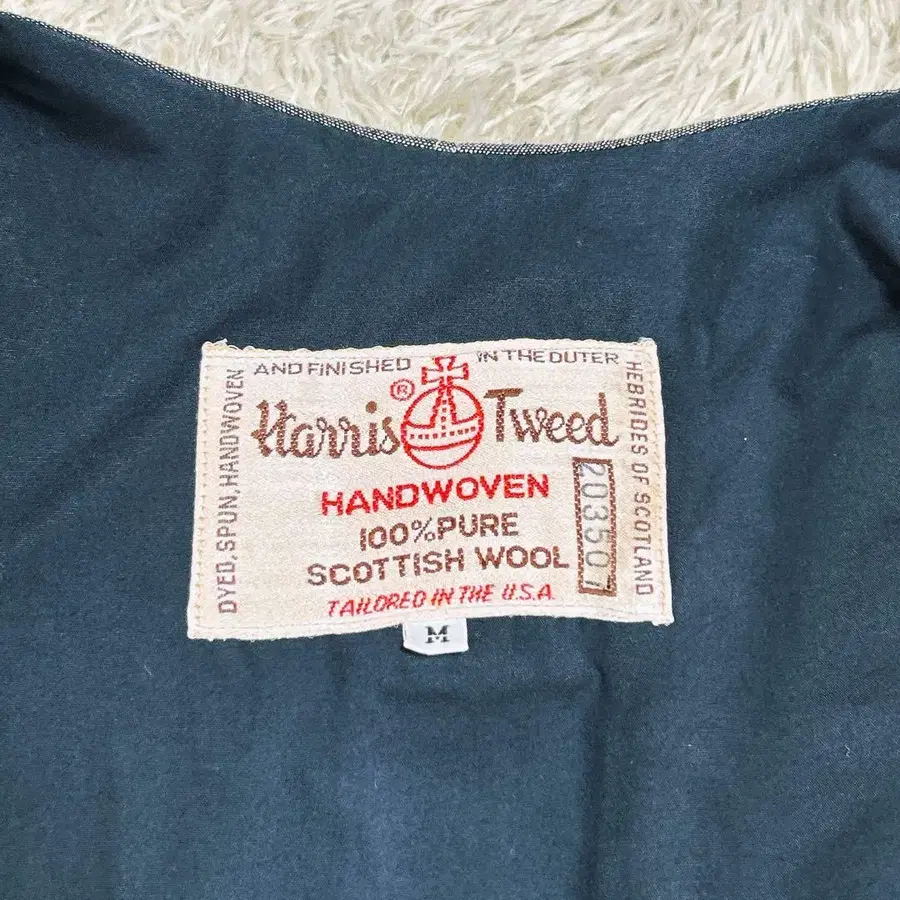 DYED, SPUN, HANDWOVEN
AND FINISHED
IN THE OUTER
HEBRIDES OF SCOTLAND
Harris ® Tweed
HANDWOVEN
100% PURE
SCOTTISH WOOL
203507
TAILORED IN THE U.S.A.
M